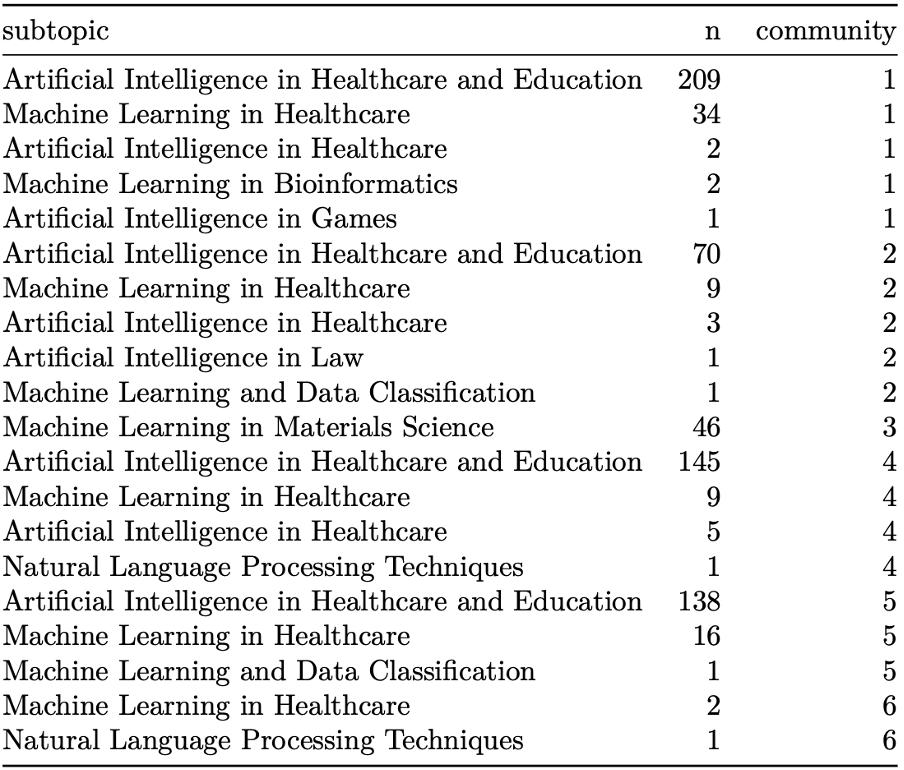 subtopic n community
Artificial Intelligence in Healthcare and Education 209 1
Machine Learning in Healthcare 34 1
Artificial Intelligence in Healthcare 2 1
Machine Learning in Bioinformatics 2 1
Artificial Intelligence in Games 1 1
Artificial Intelligence in Healthcare and Education 70 2
Machine Learning in Healthcare 9 2
Artificial Intelligence in Healthcare 3 2
Artificial Intelligence in Law 1 2
Machine Learning and Data Classification 1 2
Machine Learning in Materials Science 46 3
Artificial Intelligence in Healthcare and Education 145 4
Machine Learning in Healthcare 9 4
Artificial Intelligence in Healthcare 5 4
Natural Language Processing Techniques 1 4
Artificial Intelligence in Healthcare and Education 138 5
Machine Learning in Healthcare 16 5
Machine Learning and Data Classification 1 5
Machine Learning in Healthcare 2 6
Natural Language Processing Techniques 1 6